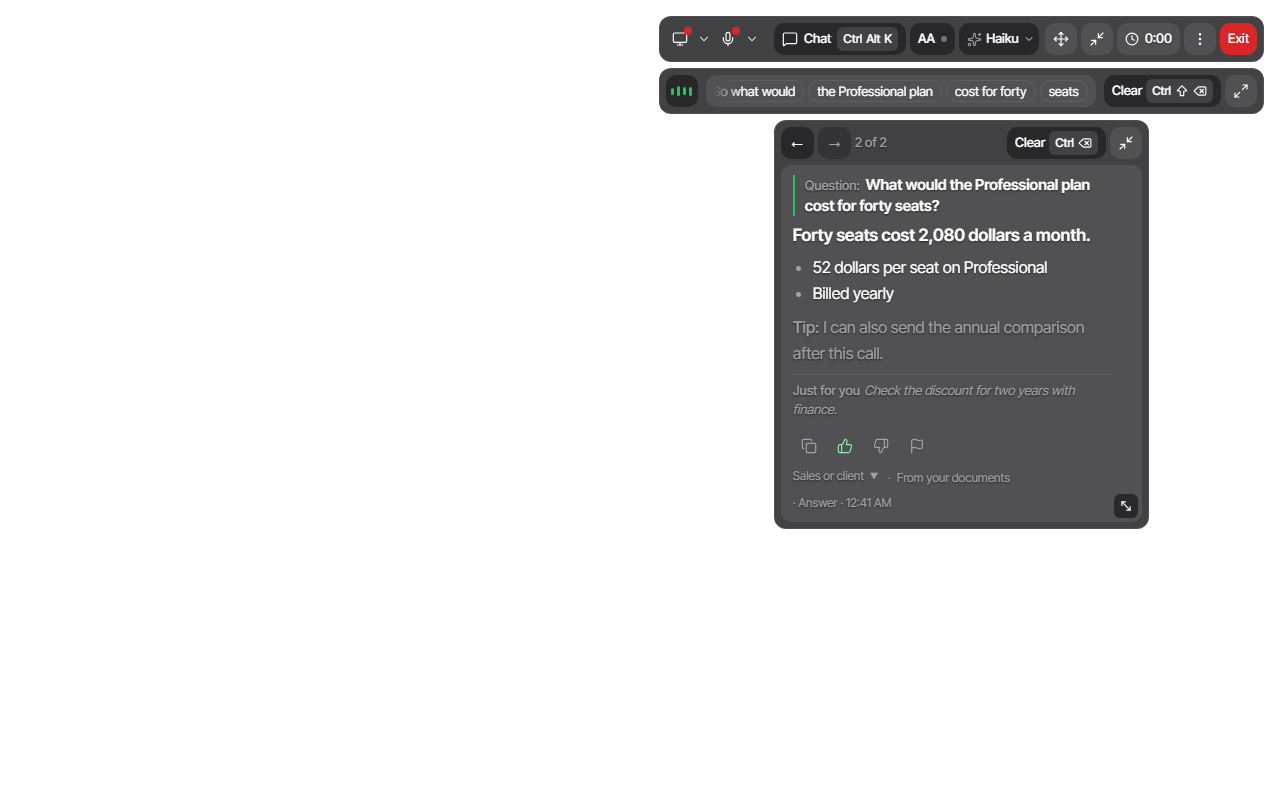 Chat Ctrl Alt K AA Haiku 0:00 Exit
So what would the Professional plan cost for forty seats Clear Ctrl
← → 2 of 2 Clear Ctrl
Question: What would the Professional plan
cost for forty seats?
Forty seats cost 2,080 dollars a month.
• 52 dollars per seat on Professional
• Billed yearly
Tip: I can also send the annual comparison
after this call.
Just for you Check the discount for two years with
finance.
Sales or client ▼ · From your documents
· Answer · 12:41 AM